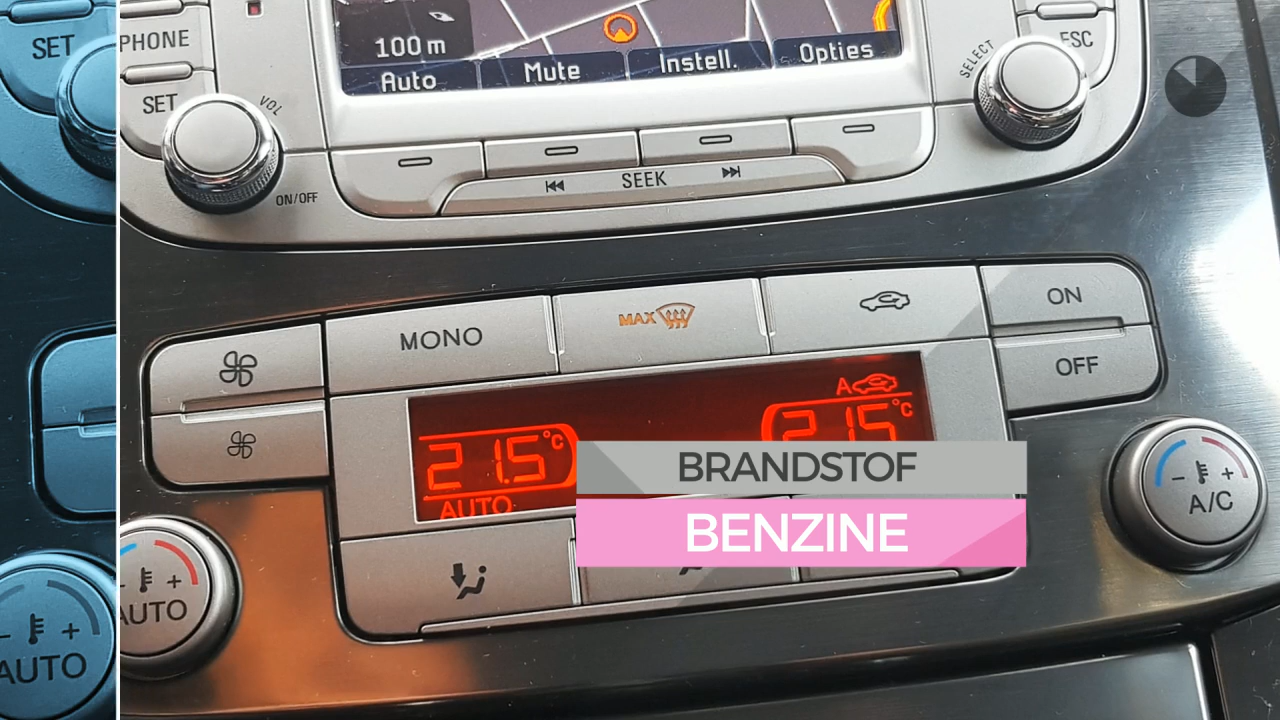 SET
AUTO
PHONE
SET
VOL
ON/OFF
100 m
Auto
Mute
Instell.
Opties
SELECT
ESC
SEEK
MONO
MAX
ON
OFF
21.5°C
AUTO
A
21.5°C
AUTO
A/C
BRANDSTOF
BENZINE